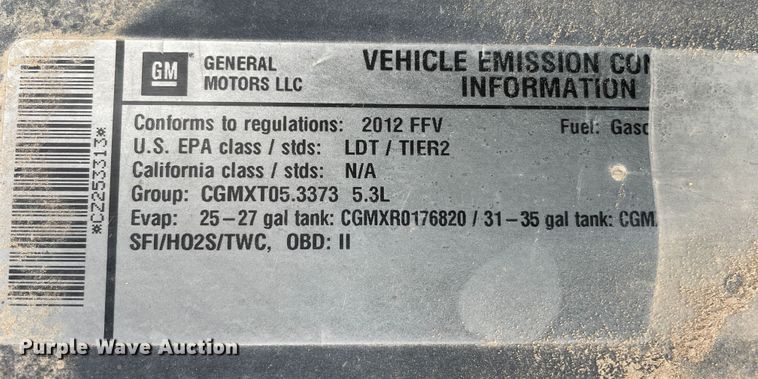 *CZ253313*
GM
GENERAL
MOTORS LLC
VEHICLE EMISSION CON
INFORMATION
Conforms to regulations: 2012 FFV
Fuel: Gaso
U.S. EPA class / stds: LDT / TIER2
California class / stds: N/A
Group: CGMXT05.3373 5.3L
Evap: 25–27 gal tank: CGMXR0176820 / 31–35 gal tank: CGM
SFI/HO2S/TWC, OBD: II
Purple Wave Auction